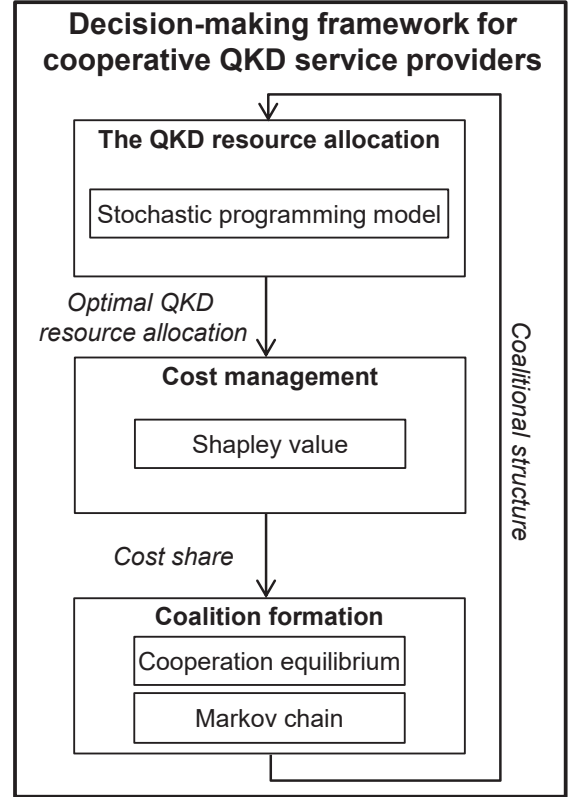 Decision-making framework for
cooperative QKD service providers
The QKD resource allocation
Stochastic programming model
Optimal QKD
resource allocation
Cost management
Shapley value
Cost share
Coalition formation
Cooperation equilibrium
Markov chain
Coalitional structure